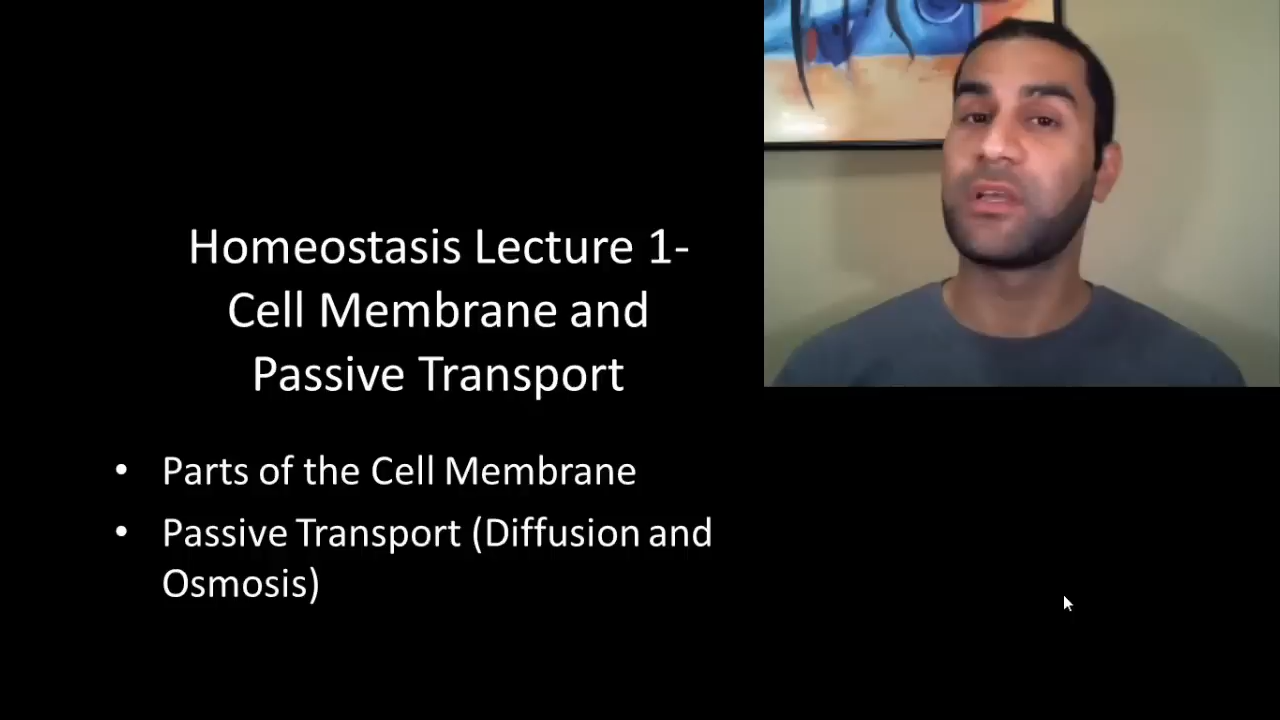 Homeostasis Lecture 1-
Cell Membrane and
Passive Transport
• Parts of the Cell Membrane
• Passive Transport (Diffusion and
Osmosis)